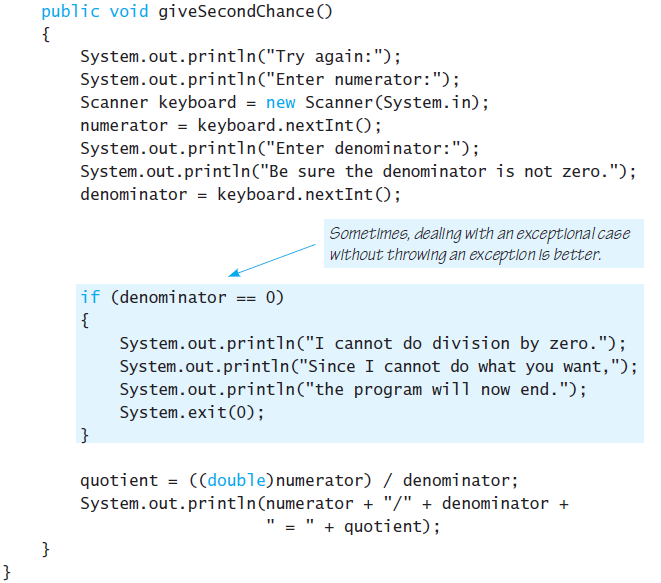 public void giveSecondChance()
{
System.out.println("Try again:");
System.out.println("Enter numerator:");
Scanner keyboard = new Scanner(System.in);
numerator = keyboard.nextInt();
System.out.println("Enter denominator:");
System.out.println("Be sure the denominator is not zero.");
denominator = keyboard.nextInt();
Sometimes, dealing with an exceptional case
without throwing an exception is better.
if (denominator == 0)
{
System.out.println("I cannot do division by zero.");
System.out.println("Since I cannot do what you want,");
System.out.println("the program will now end.");
System.exit(0);
}
quotient = ((double)numerator) / denominator;
System.out.println(numerator + "/" + denominator +
" = " + quotient);
}
}